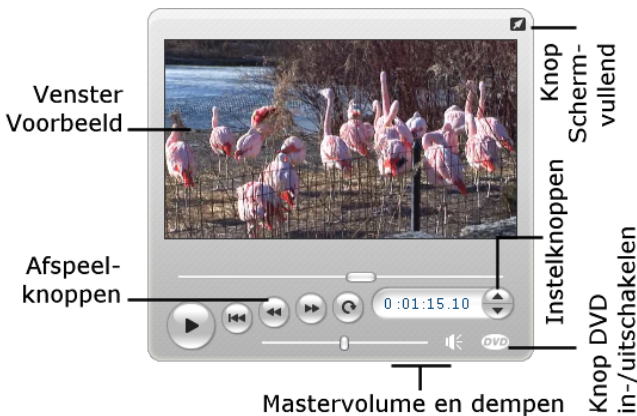 Venster
Voorbeeld
Knop
Scherm-
vullend
Afspeel-
knoppen
Instelknoppen
0:01:15.10
DVD
Knop DVD
in-/uitschakelen
Mastervolume en dempen